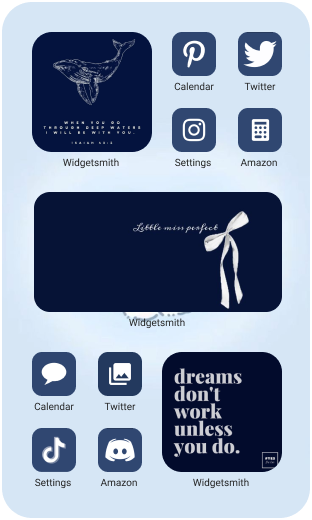 WHEN YOU GO
THROUGH DEEP WATERS
I WILL BE WITH YOU.
ISAIAH 43:2
Widgetsmith
Calendar
Twitter
Settings
Amazon
Little miss perfect
Widgetsmith
Calendar
Twitter
Settings
Amazon
dreams
don't
work
unless
you do.
Widgetsmith